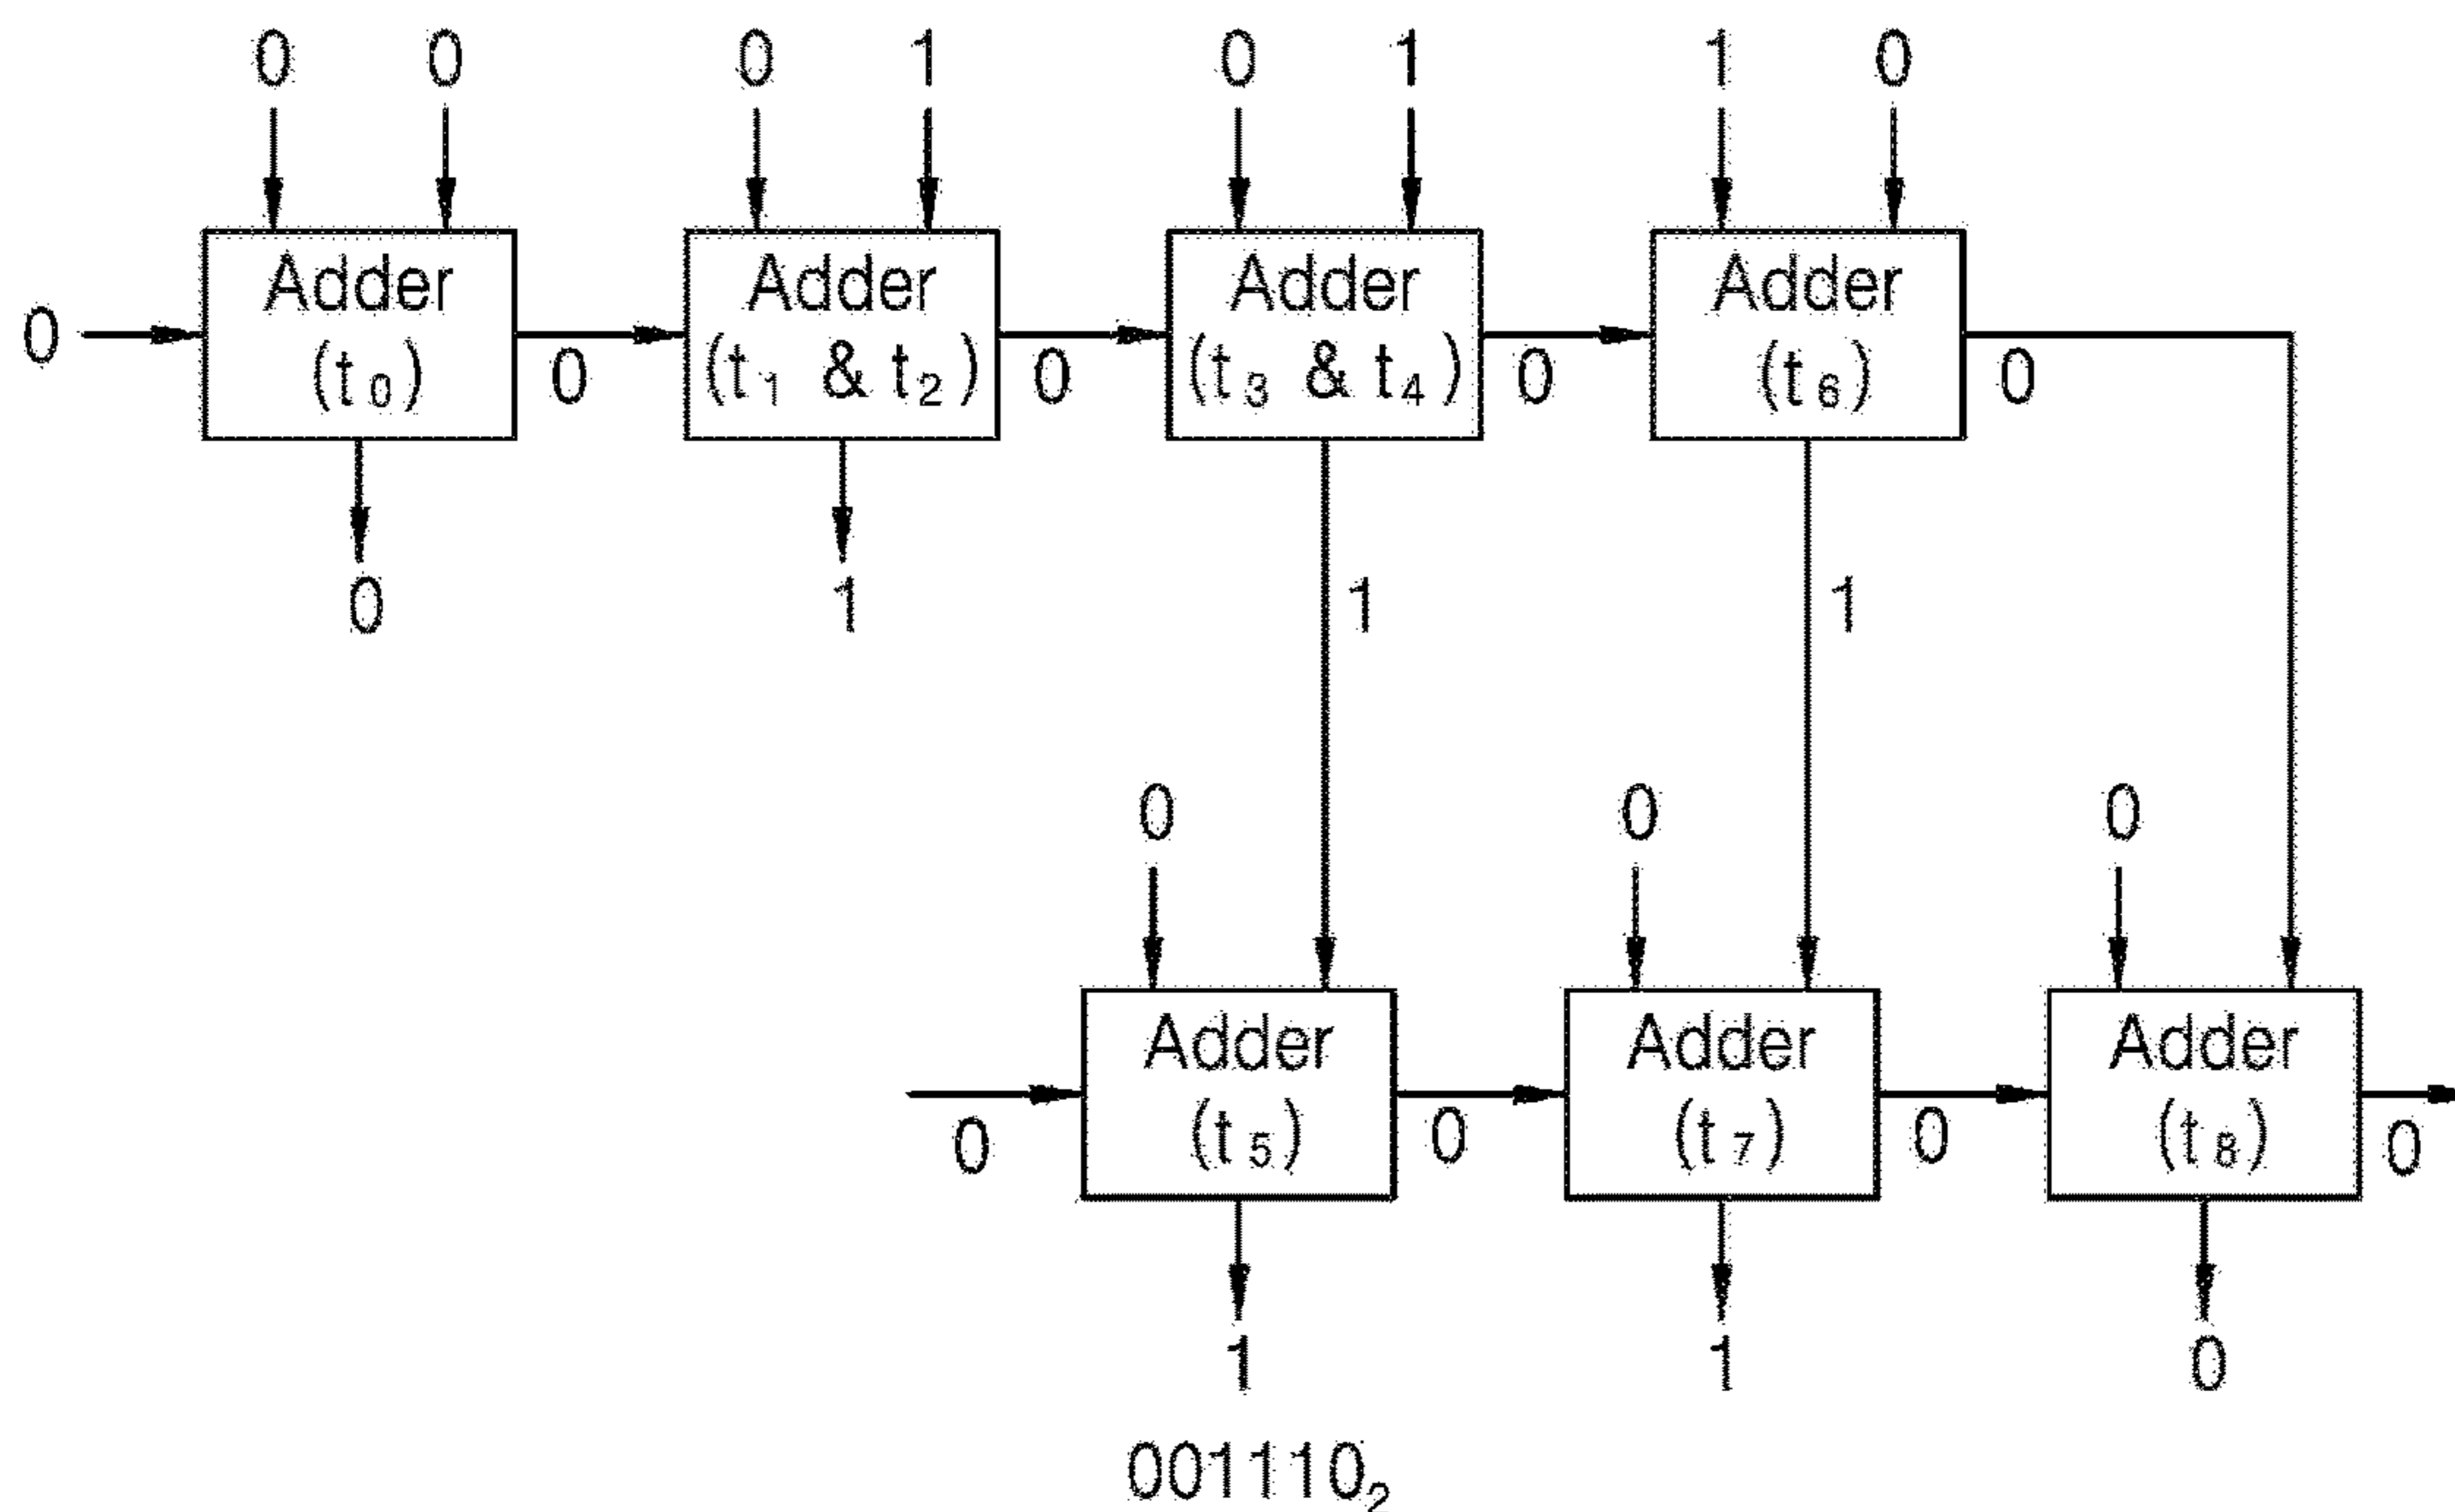 0 0 0 1 0 1 1 0
Adder Adder Adder Adder
0 (t0) 0 (t1 & t2) 0 (t3 & t4) 0 (t6) 0
0 1 1 1
0 0 0
Adder Adder Adder
0 (t5) 0 (t7) 0 (t8) 0
1 1 0
0011102